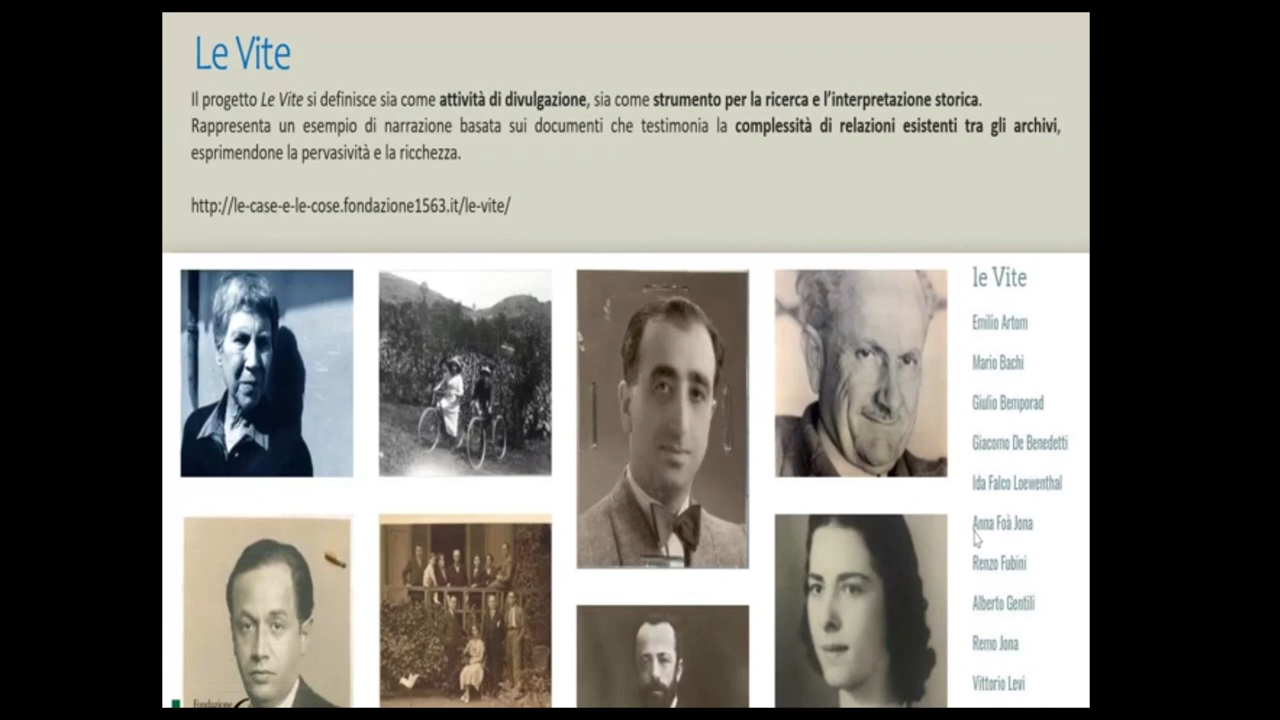 Le Vite
Il progetto Le Vite si definisce sia come attività di divulgazione, sia come strumento per la ricerca e l'interpretazione storica.
Rappresenta un esempio di narrazione basata sui documenti che testimonia la complessità di relazioni esistenti tra gli archivi,
esprimendone la pervasività e la ricchezza.
http://le-case-e-le-cose.fondazione1563.it/le-vite/
le Vite
Emilio Artom
Mario Bachi
Giulio Bemporad
Giacomo De Benedetti
Ida Falco Loewenthal
Anna Foà Jona
Renzo Fubini
Alberto Gentili
Remo Jona
Vittorio Levi
Fondazione